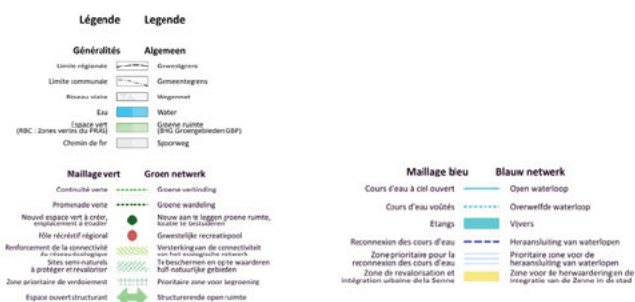 Légende Legende
Généralités Algemeen
Limite régionale Gewestgrens
Limite communale Gemeentegrens
Réseau viaire Wegennet
Eau Water
Espace vert Groene ruimte
(RBC : Zones vertes du PRAS) (BHG Groengebieden GBP)
Chemin de fer Spoorweg
Maillage vert Groen netwerk
Continuité verte Groene verbinding
Promenade verte Groene wandeling
Nouvel espace vert à créer, Nieuw aan te leggen groene ruimte,
emplacement à étudier locatie te bestuderen
Pôle récréatif régional Gewestelijke recreatiepool
Renforcement de la connectivité Versterking van de connectiviteit
du réseau écologique van het ecologische netwerk
Sites semi-naturels Te beschermen en op te waarderen
à protéger et revaloriser half-natuurlijke gebieden
Zone prioritaire de verdoiement Prioritaire zone voor vergroening
Espace ouvert structurant Structurerende open ruimte
Maillage bleu Blauw netwerk
Cours d'eau à ciel ouvert Open waterloop
Cours d'eau voûtés Overwelfde waterloop
Etangs Vijvers
Reconnexion des cours d'eau Heraansluiting van waterlopen
Zone prioritaire pour la Prioritaire zone voor de
reconnexion des cours d'eau heraansluiting van waterlopen
Zone de revalorisation et Zone voor de herwaardering en de
intégration urbaine de la Senne integratie van de Zenne in de stad